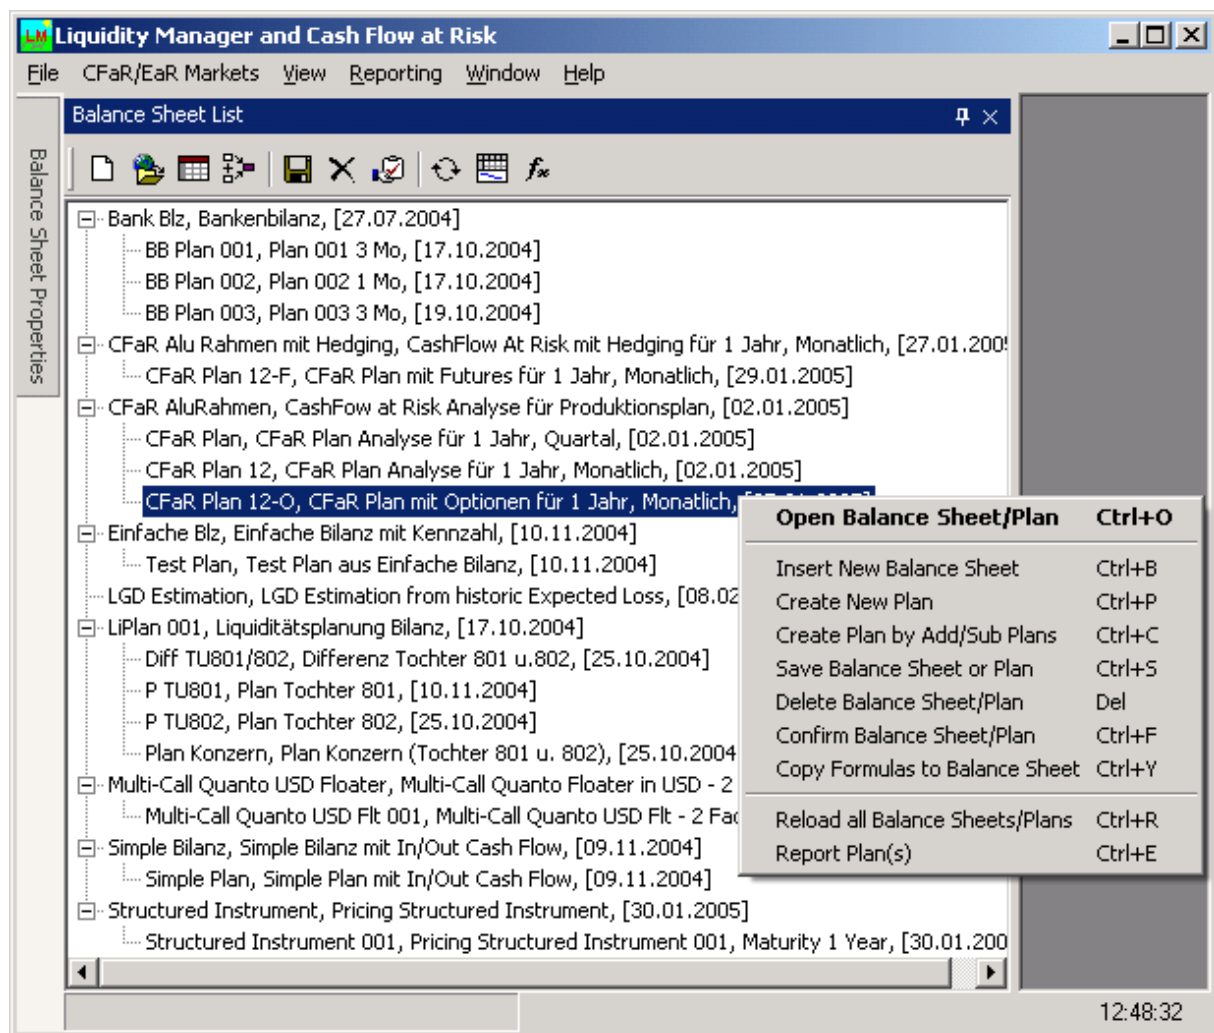 LM Liquidity Manager and Cash Flow at Risk
File CFaR/EaR Markets View Reporting Window Help
Balance Sheet Properties
Balance Sheet List
Bank Blz, Bankenbilanz, [27.07.2004]
BB Plan 001, Plan 001 3 Mo, [17.10.2004]
BB Plan 002, Plan 002 1 Mo, [17.10.2004]
BB Plan 003, Plan 003 3 Mo, [19.10.2004]
CFaR Alu Rahmen mit Hedging, CashFlow At Risk mit Hedging für 1 Jahr, Monatlich, [27.01.200
CFaR Plan 12-F, CFaR Plan mit Futures für 1 Jahr, Monatlich, [29.01.2005]
CFaR AluRahmen, CashFow at Risk Analyse für Produktionsplan, [02.01.2005]
CFaR Plan, CFaR Plan Analyse für 1 Jahr, Quartal, [02.01.2005]
CFaR Plan 12, CFaR Plan Analyse für 1 Jahr, Monatlich, [02.01.2005]
CFaR Plan 12-O, CFaR Plan mit Optionen für 1 Jahr, Monatlich,
Einfache Blz, Einfache Bilanz mit Kennzahl, [10.11.2004]
Test Plan, Test Plan aus Einfache Bilanz, [10.11.2004]
LGD Estimation, LGD Estimation from historic Expected Loss, [08.02
LiPlan 001, Liquiditätsplanung Bilanz, [17.10.2004]
Diff TU801/802, Differenz Tochter 801 u.802, [25.10.2004]
P TU801, Plan Tochter 801, [10.11.2004]
P TU802, Plan Tochter 802, [25.10.2004]
Plan Konzern, Plan Konzern (Tochter 801 u. 802), [25.10.2004
Multi-Call Quanto USD Floater, Multi-Call Quanto Floater in USD - 2
Multi-Call Quanto USD Flt 001, Multi-Call Quanto USD Flt - 2 Fac
Simple Bilanz, Simple Bilanz mit In/Out Cash Flow, [09.11.2004]
Simple Plan, Simple Plan mit In/Out Cash Flow, [09.11.2004]
Structured Instrument, Pricing Structured Instrument, [30.01.2005]
Structured Instrument 001, Pricing Structured Instrument 001, Maturity 1 Year, [30.01.200
Open Balance Sheet/Plan Ctrl+O
Insert New Balance Sheet Ctrl+B
Create New Plan Ctrl+P
Create Plan by Add/Sub Plans Ctrl+C
Save Balance Sheet or Plan Ctrl+S
Delete Balance Sheet/Plan Del
Confirm Balance Sheet/Plan Ctrl+F
Copy Formulas to Balance Sheet Ctrl+Y
Reload all Balance Sheets/Plans Ctrl+R
Report Plan(s) Ctrl+E
12:48:32